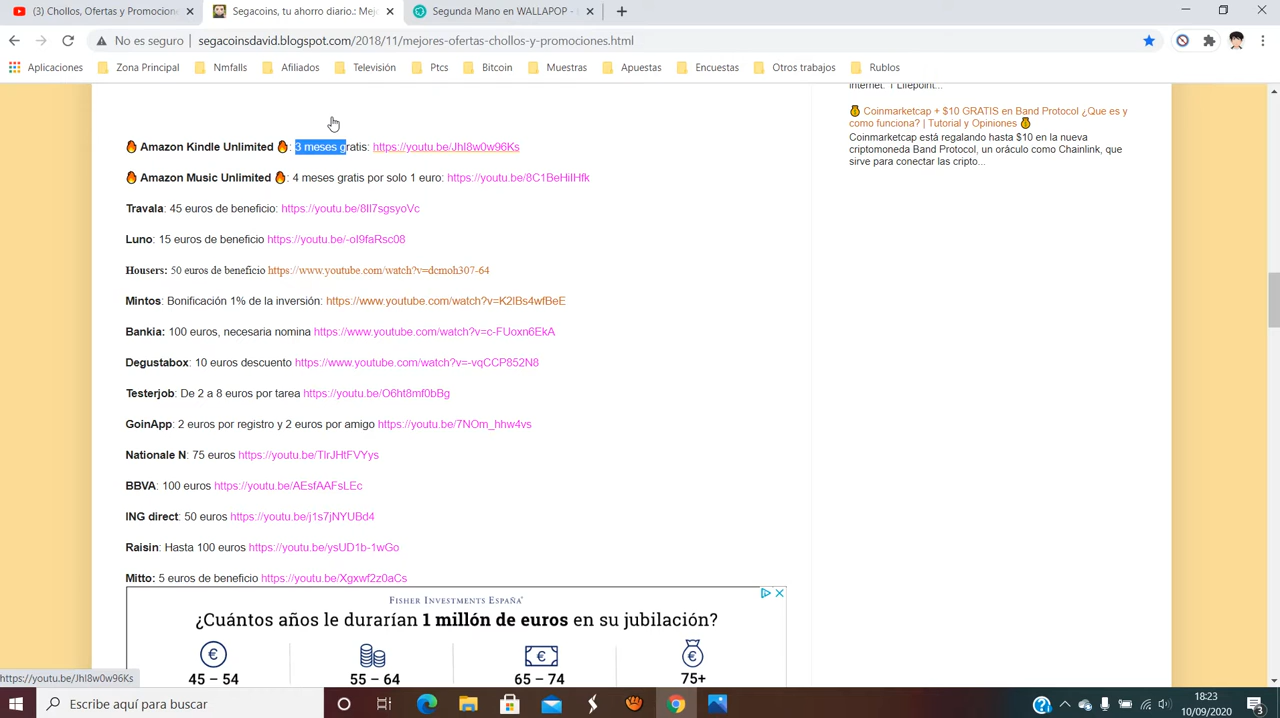 (3) Chollos, Ofertas y Promocione
Segacoins, tu ahorro diario.: Mejo
Segunda Mano en WALLAPOP -
No es seguro
segacoinsdavid.blogspot.com/2018/11/mejores-ofertas-chollos-y-promociones.html
Aplicaciones
Zona Principal
Nmfalls
Afiliados
Televisión
Ptcs
Bitcoin
Muestras
Apuestas
Encuestas
Otros trabajos
Rublos
internet. 1 Lifepoint...
Coinmarketcap + $10 GRATIS en Band Protocol ¿Que es y
como funciona? | Tutorial y Opiniones
Coinmarketcap está regalando hasta $10 en la nueva
criptomoneda Band Protocol, un oráculo como Chainlink, que
sirve para conectar las cripto...
Amazon Kindle Unlimited : 3 meses gratis: https://youtu.be/JhI8w0w96Ks
Amazon Music Unlimited : 4 meses gratis por solo 1 euro: https://youtu.be/8C1BeHiIHfk
Travala: 45 euros de beneficio: https://youtu.be/8Il7sgsyoVc
Luno: 15 euros de beneficio https://youtu.be/-oI9faRsc08
Housers: 50 euros de beneficio https://www.youtube.com/watch?v=dcmoh307-64
Mintos: Bonificación 1% de la inversión: https://www.youtube.com/watch?v=K2lBs4wfBeE
Bankia: 100 euros, necesaria nomina https://www.youtube.com/watch?v=c-FUoxn6EkA
Degustabox: 10 euros descuento https://www.youtube.com/watch?v=-vqCCP852N8
Testerjob: De 2 a 8 euros por tarea https://youtu.be/O6ht8mf0bBg
GoinApp: 2 euros por registro y 2 euros por amigo https://youtu.be/7NOm_hhw4vs
Nationale N: 75 euros https://youtu.be/TlrJHtFVYys
BBVA: 100 euros https://youtu.be/AEsfAAFsLEc
ING direct: 50 euros https://youtu.be/j1s7jNYUBd4
Raisin: Hasta 100 euros https://youtu.be/ysUD1b-1wGo
Mitto: 5 euros de beneficio https://youtu.be/Xgxwf2z0aCs
FISHER INVESTMENTS ESPAÑA
¿Cuántos años le durarían 1 millón de euros en su jubilación?
45 – 54
55 – 64
65 – 74
75+
https://youtu.be/JhI8w0w96Ks
Escribe aquí para buscar
18:23
10/09/2020
3